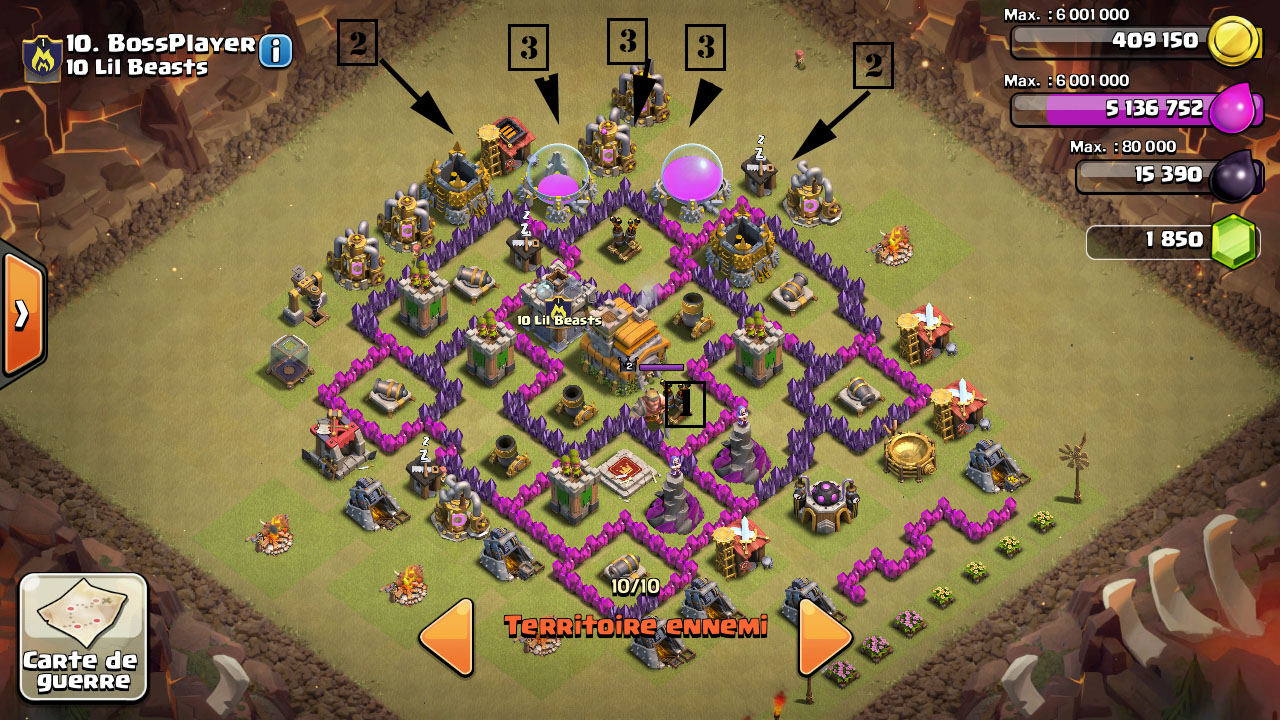 10. BossPlayer
10 Lil Beasts
Max. : 6 001 000
409 150
Max. : 6 001 000
5 136 752
Max. : 80 000
15 390
1 850
2
3
3
3
2
z
z
z
z
z
z
z
z
10 Lil Beasts
2
1
10/10
Territoire ennemi
Carte de
guerre